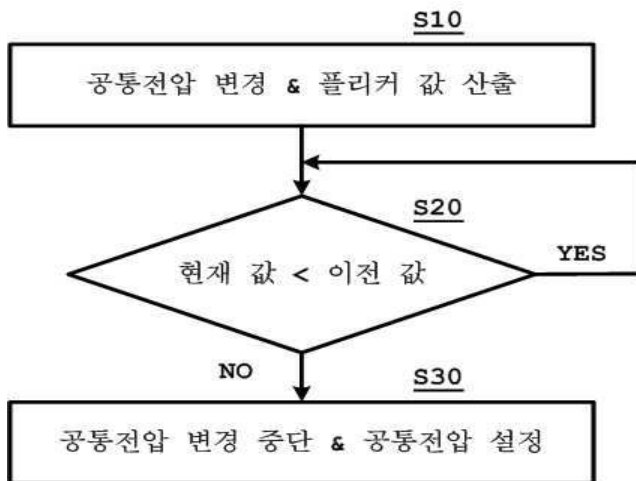 S10
공통전압 변경 & 플리커 값 산출
S20
현재 값 < 이전 값
YES
NO
S30
공통전압 변경 중단 & 공통전압 설정